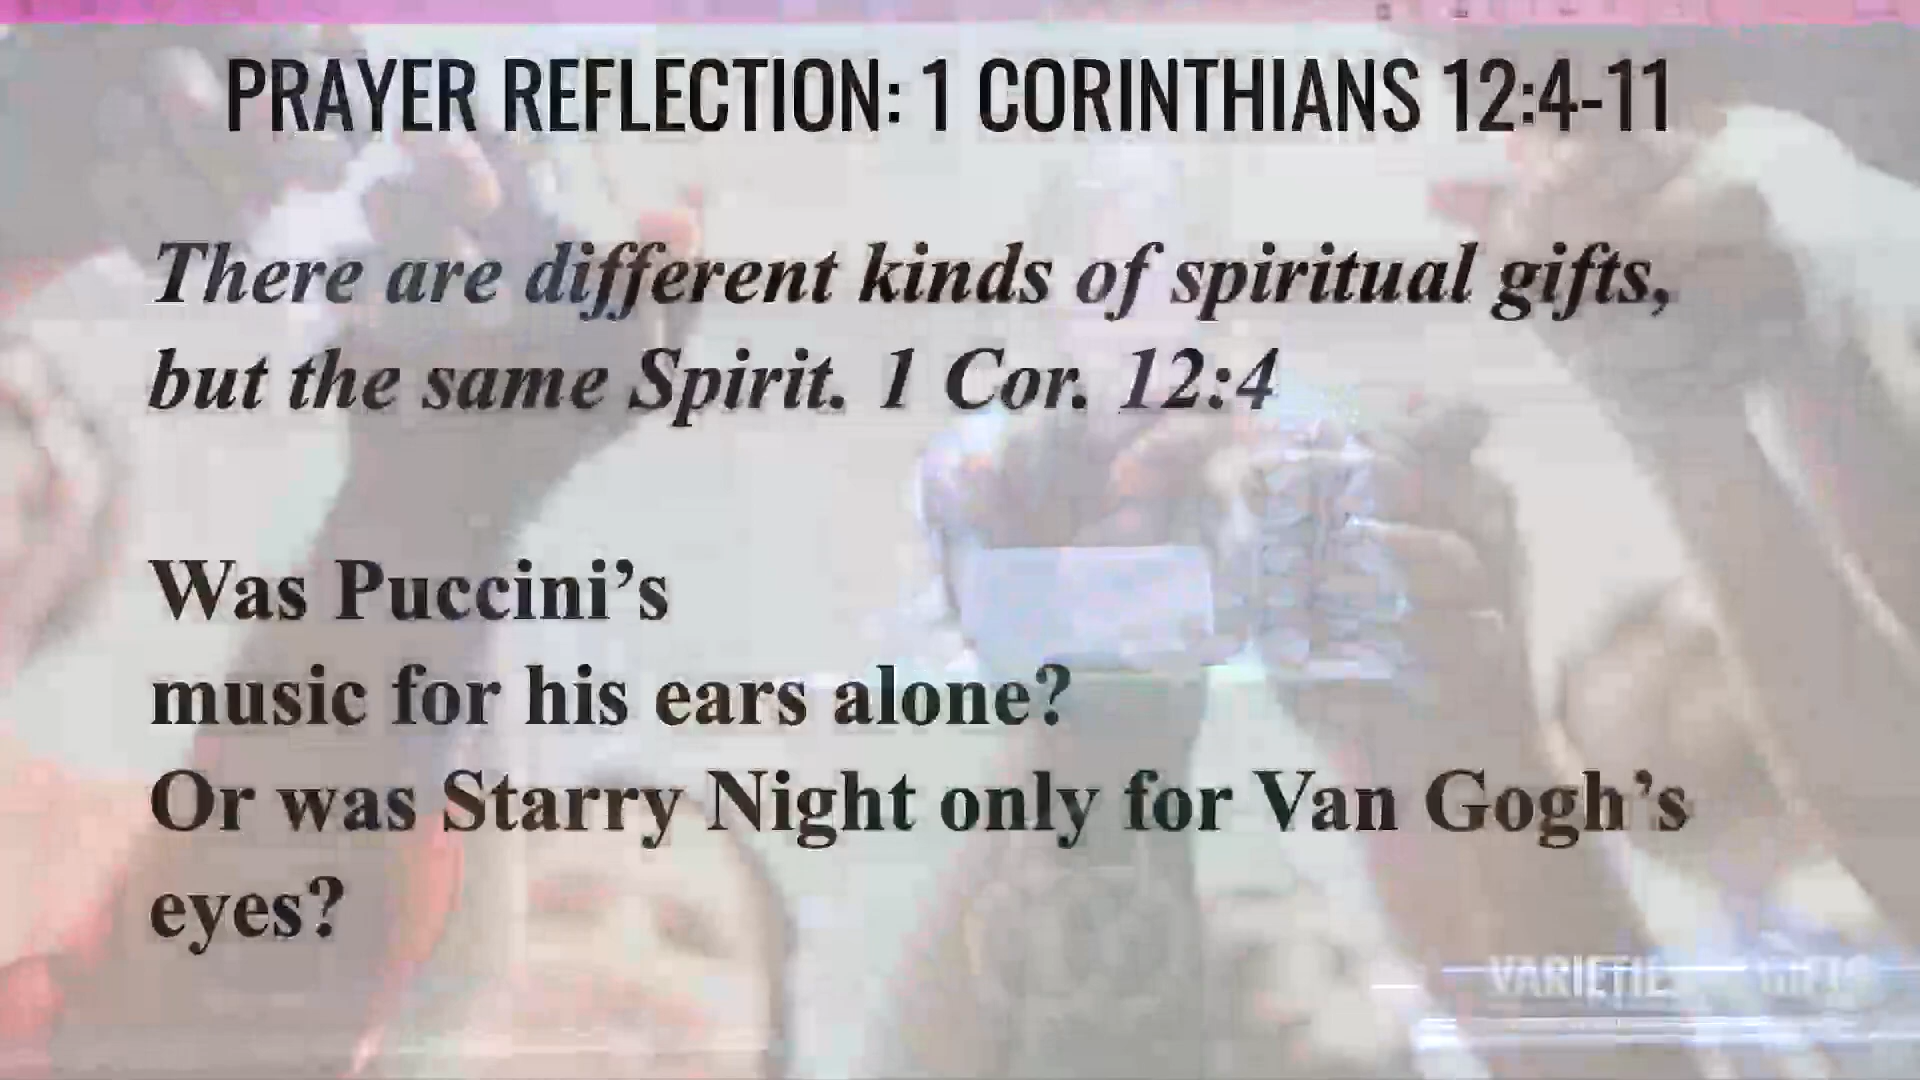 PRAYER REFLECTION: 1 CORINTHIANS 12:4-11
There are different kinds of spiritual gifts,
but the same Spirit. 1 Cor. 12:4
Was Puccini’s
music for his ears alone?
Or was Starry Night only for Van Gogh’s
eyes?